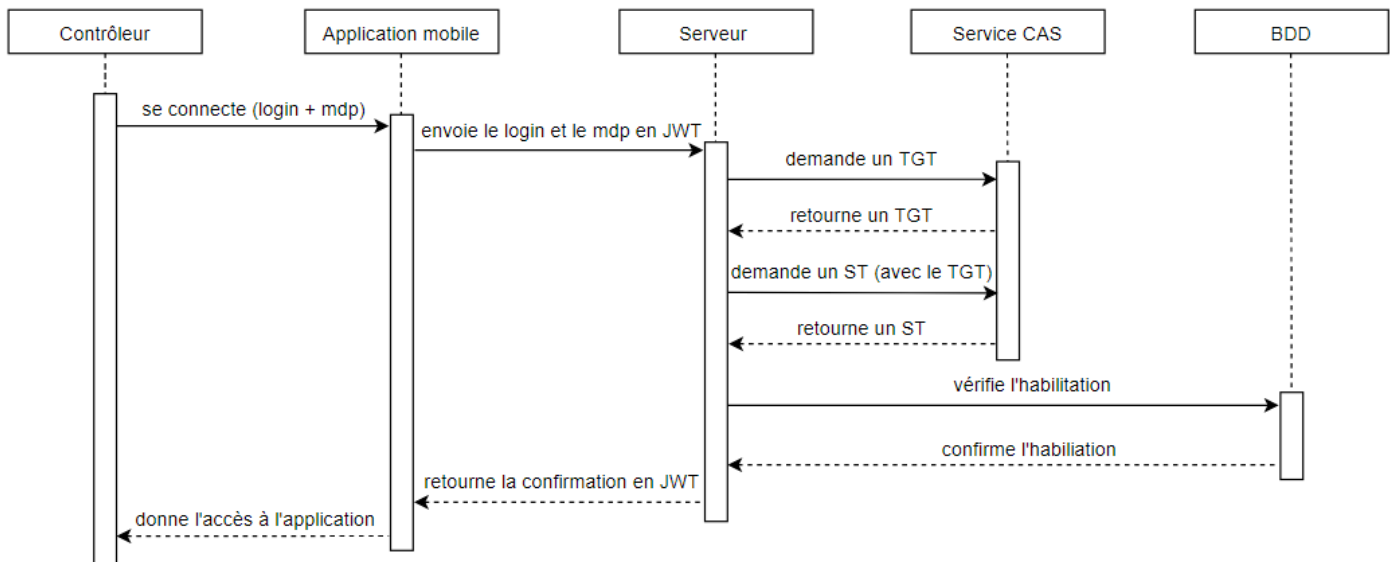 Contrôleur
Application mobile
Serveur
Service CAS
BDD
se connecte (login + mdp)
envoie le login et le mdp en JWT
demande un TGT
retourne un TGT
demande un ST (avec le TGT)
retourne un ST
vérifie l'habilitation
confirme l'habiliation
retourne la confirmation en JWT
donne l'accès à l'application